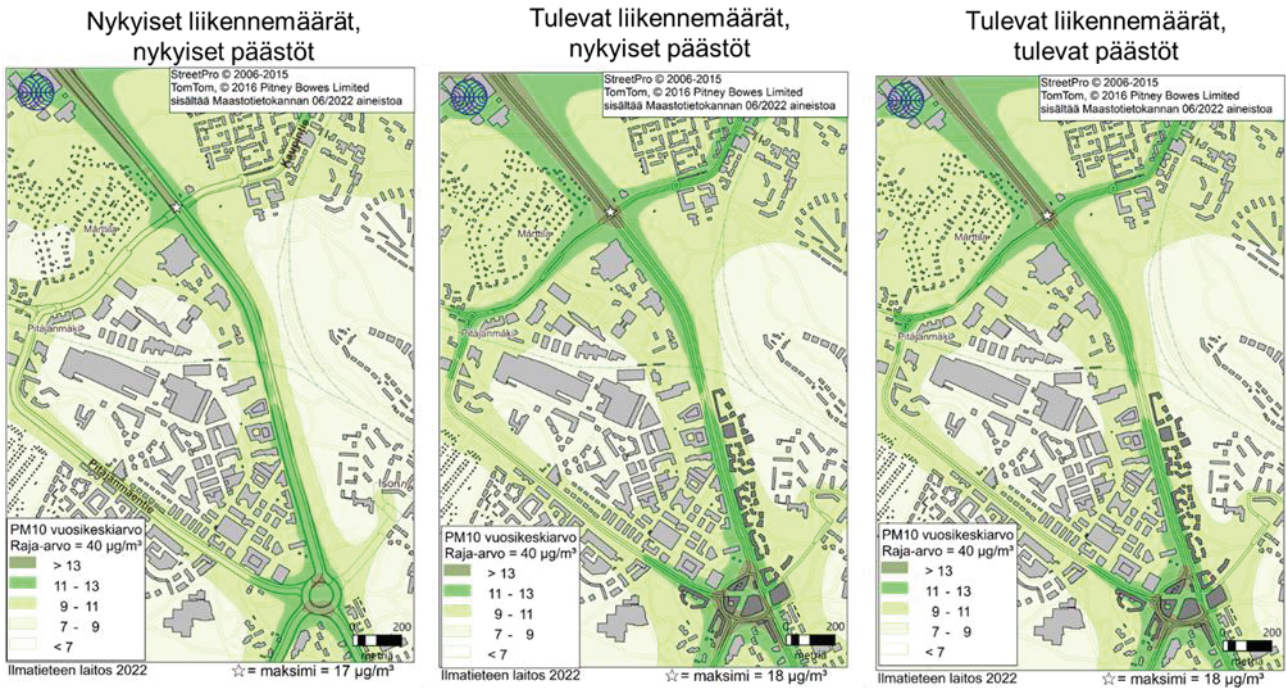 Nykyiset liikennemäärät,
nykyiset päästöt
StreetPro © 2006-2015
TomTom, © 2016 Pitney Bowes Limited
sisältää Maastotietokannan 06/2022 aineistoa
Marttila
Pitäjänmäki
Pitäjänmäentie
PM10 vuosikeskiarvo
Raja-arvo = 40 µg/m³
> 13
11 - 13
9 - 11
7 - 9
< 7
0 200
metriä
Ilmatieteen laitos 2022
☆= maksimi = 17 µg/m³
Tulevat liikennemäärät,
nykyiset päästöt
StreetPro © 2006-2015
TomTom, © 2016 Pitney Bowes Limited
sisältää Maastotietokannan 06/2022 aineistoa
Marttila
Pitäjänmäki
PM10 vuosikeskiarvo
Raja-arvo = 40 µg/m³
> 13
11 - 13
9 - 11
7 - 9
< 7
0 200
metriä
Ilmatieteen laitos 2022
☆= maksimi = 18 µg/m³
Tulevat liikennemäärät,
tulevat päästöt
StreetPro © 2006-2015
TomTom, © 2016 Pitney Bowes Limited
sisältää Maastotietokannan 06/2022 aineistoa
Marttila
Pitäjänmäki
PM10 vuosikeskiarvo
Raja-arvo = 40 µg/m³
> 13
11 - 13
9 - 11
7 - 9
< 7
0 200
metriä
Ilmatieteen laitos 2022
☆= maksimi = 18 µg/m³